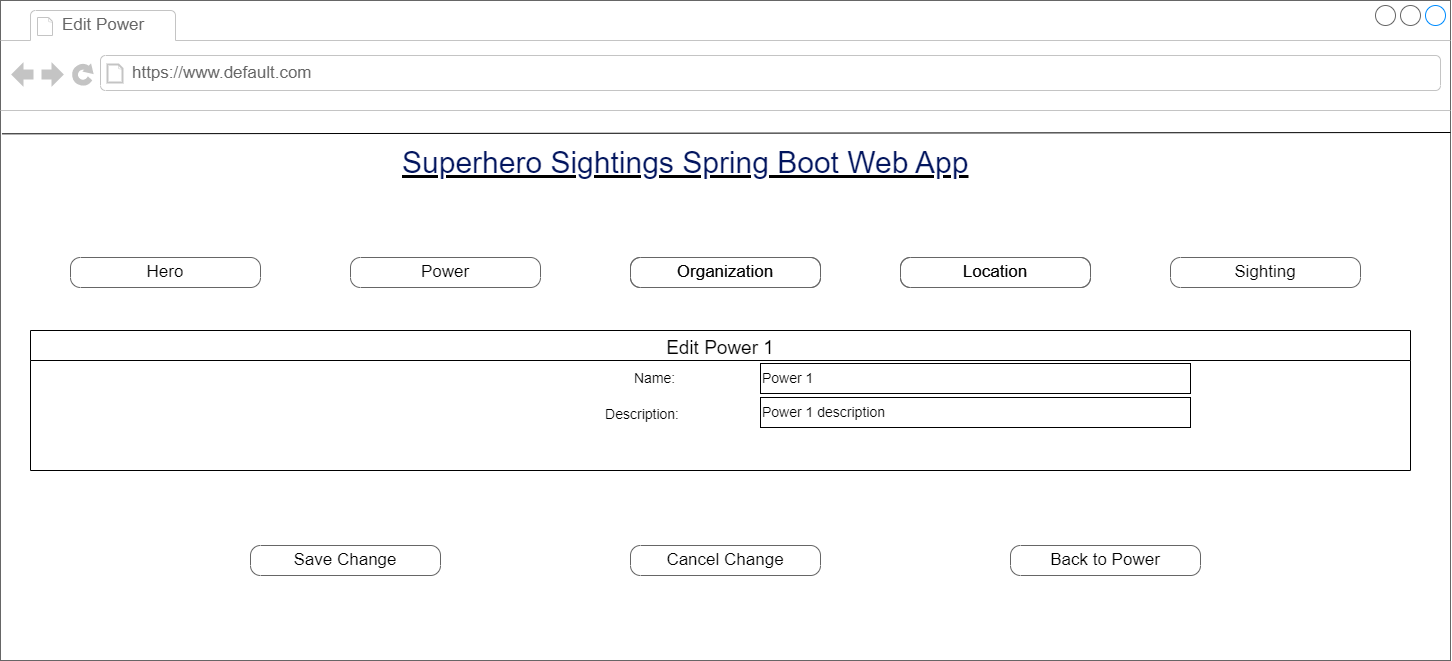 Edit Power
https://www.default.com
Superhero Sightings Spring Boot Web App
Hero Power Organization Location Sighting
Edit Power 1
Name: Power 1
Description: Power 1 description
Save Change Cancel Change Back to Power